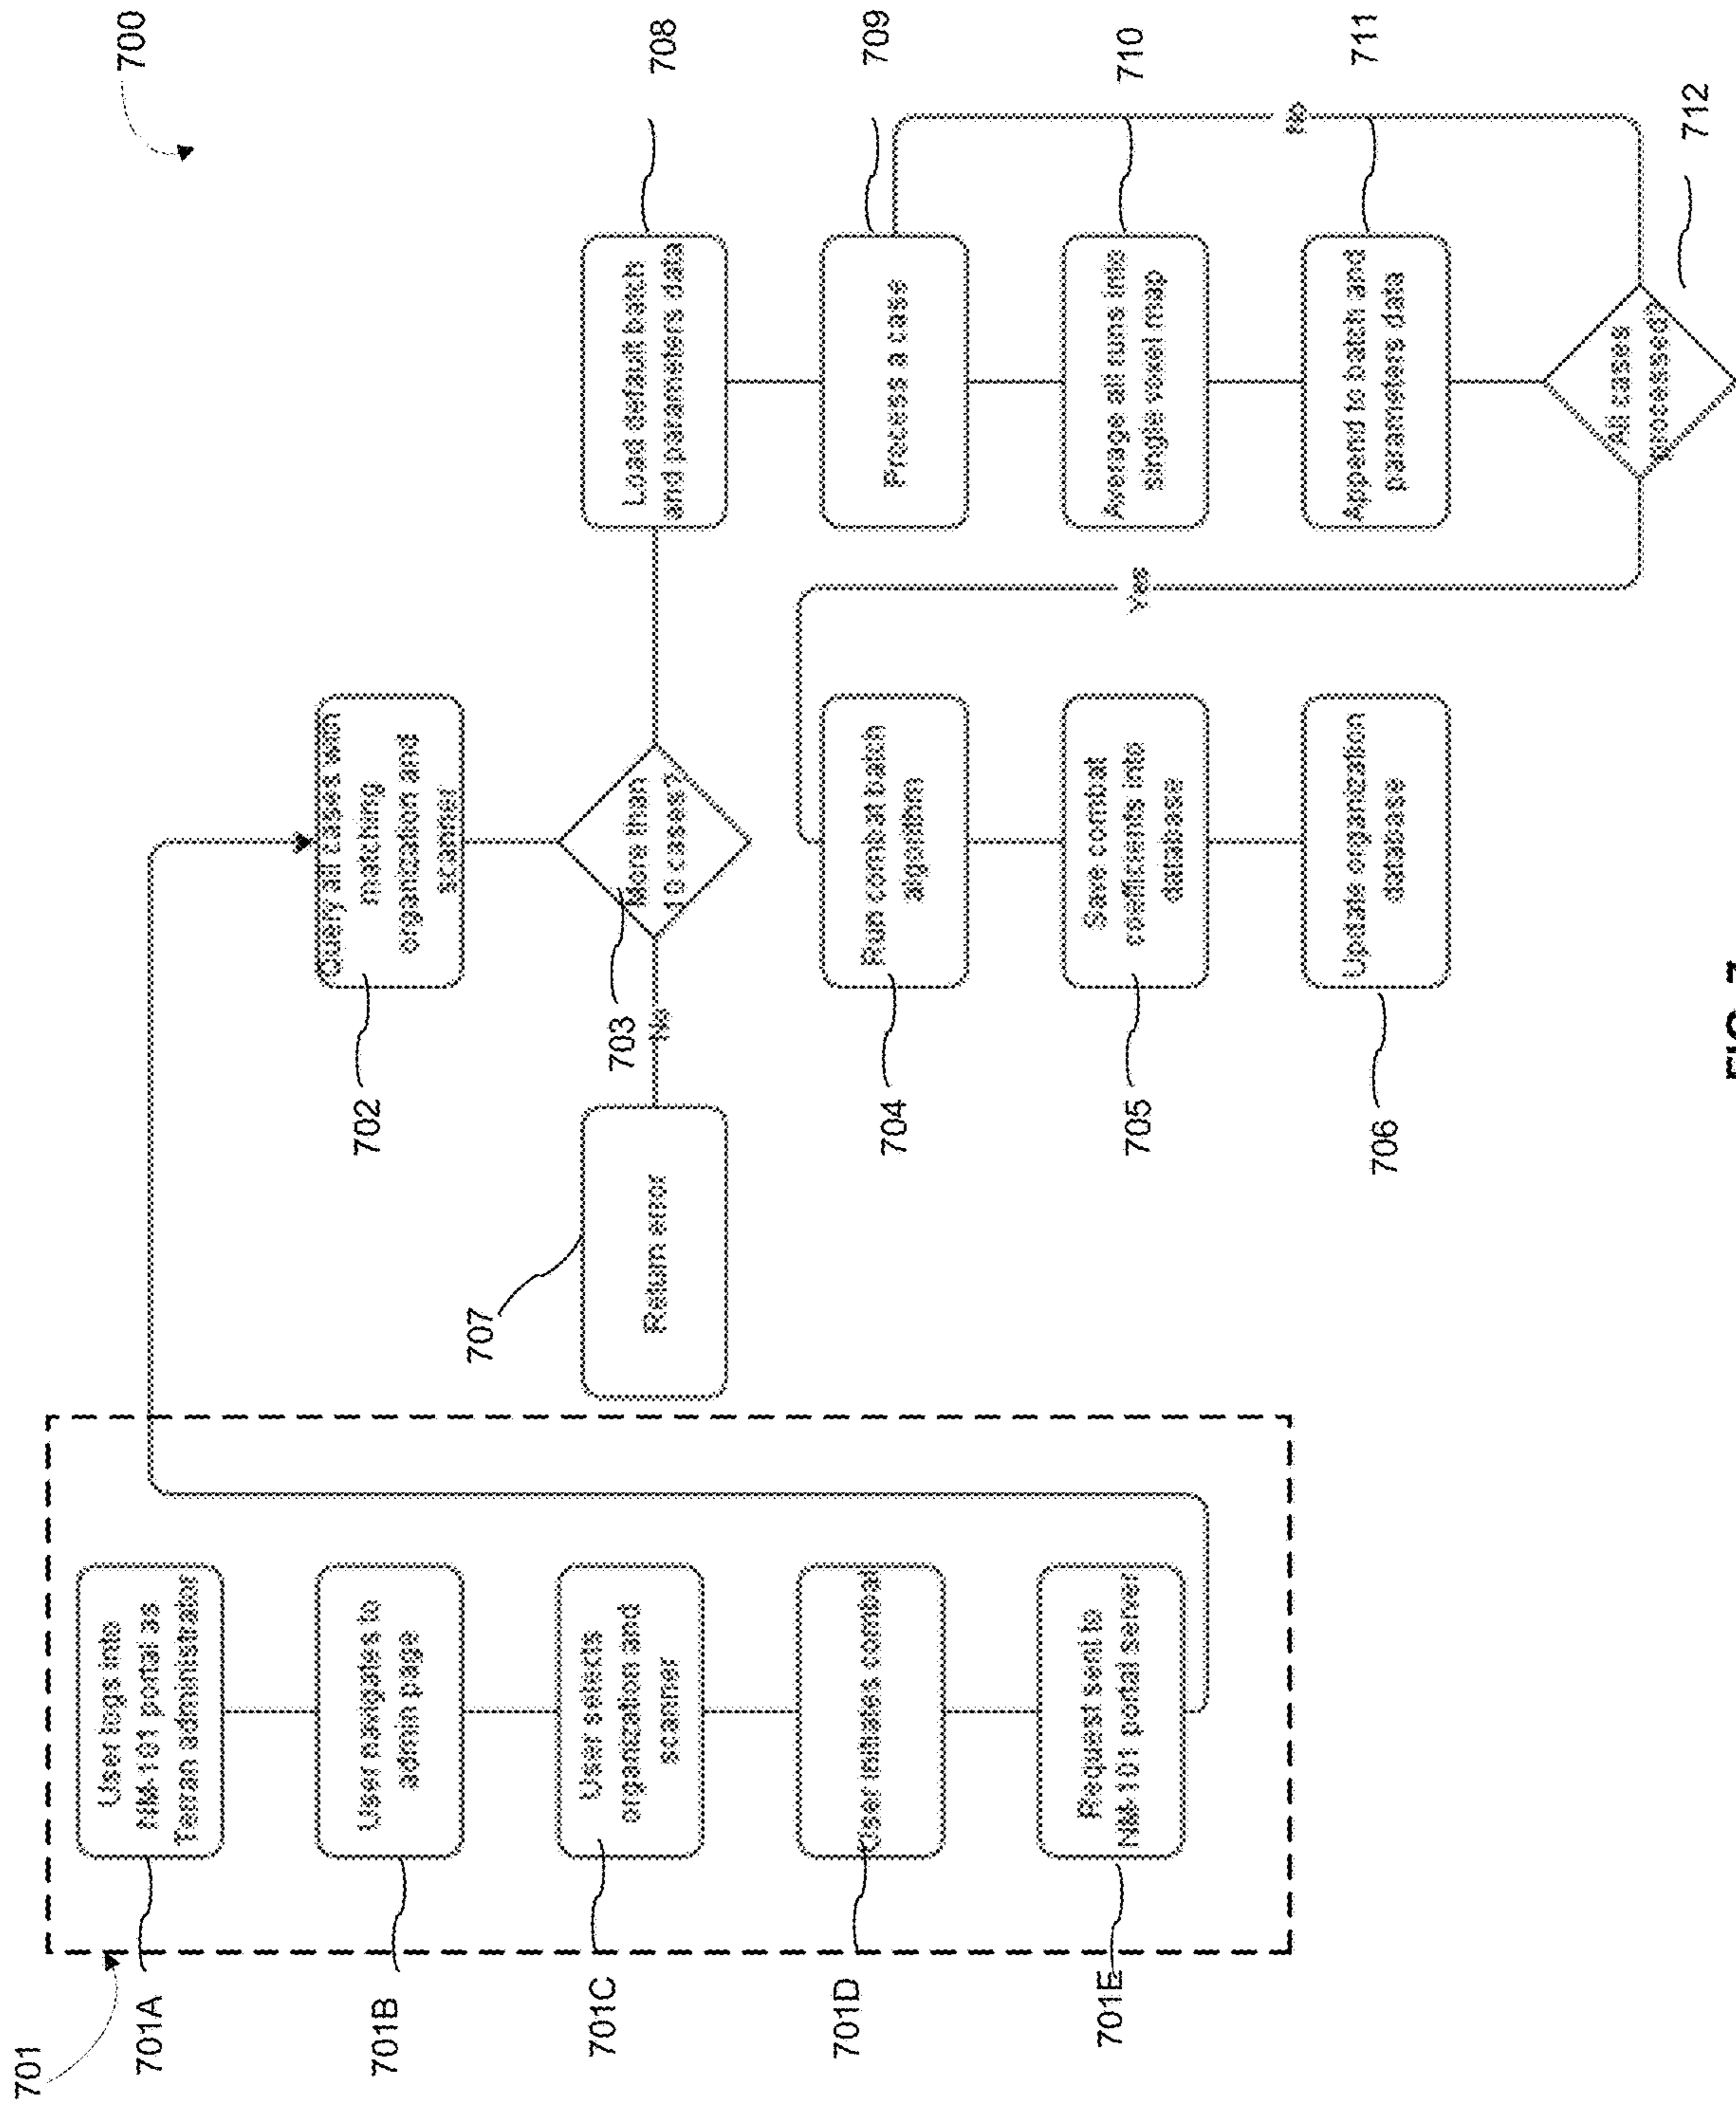 700
701
701A
User logs into
NM-101 portal as
Terran administrator
701B
User navigates to
admin page
701C
User selects
organization and
scanner
701D
User initiates combat
701E
Request sent to
NM-101 portal server
702
Query all cases with
matching
organization and
scanner
703
More than
10 cases?
No
707
Return error
704
Run combat batch
algorithm
705
Save combat
coefficients into
database
706
Update organization
database
708
Load default batch
and parameters data
709
Process a case
710
Average all runs into
single voxel map
711
Append to batch and
parameters data
712
All cases
processed?
No
yes
FIG. 7